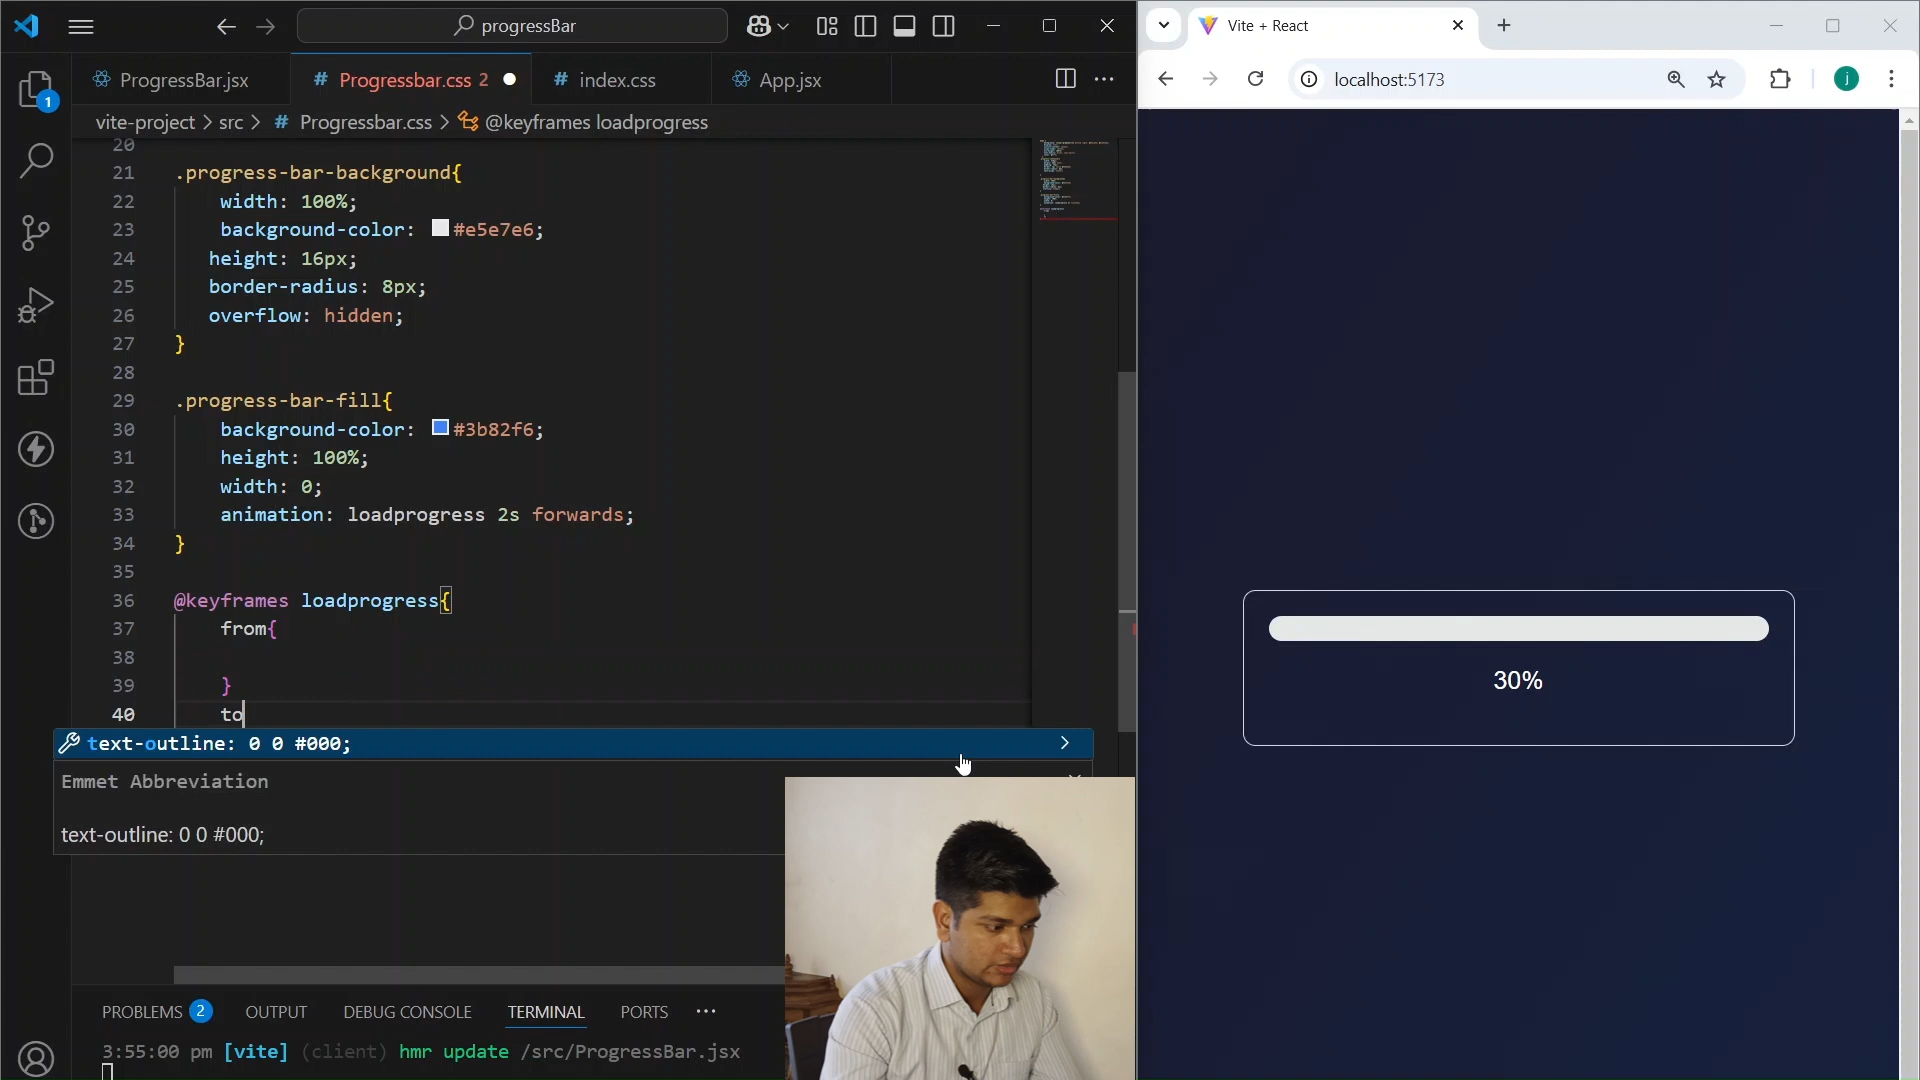 progressBar
ProgressBar.jsx
# Progressbar.css 2
# index.css
App.jsx
vite-project > src > # Progressbar.css > @keyframes loadprogress
20
21 .progress-bar-background{
22 width: 100%;
23 background-color: #e5e7e6;
24 height: 16px;
25 border-radius: 8px;
26 overflow: hidden;
27 }
28
29 .progress-bar-fill{
30 background-color: #3b82f6;
31 height: 100%;
32 width: 0;
33 animation: loadprogress 2s forwards;
34 }
35
36 @keyframes loadprogress{
37 from{
38
39 }
40 to
text-outline: 0 0 #000;
Emmet Abbreviation
text-outline: 0 0 #000;
PROBLEMS 2 OUTPUT DEBUG CONSOLE TERMINAL PORTS ...
3:55:00 pm [vite] (client) hmr update /src/ProgressBar.jsx
1
Vite + React
localhost:5173
j
30%